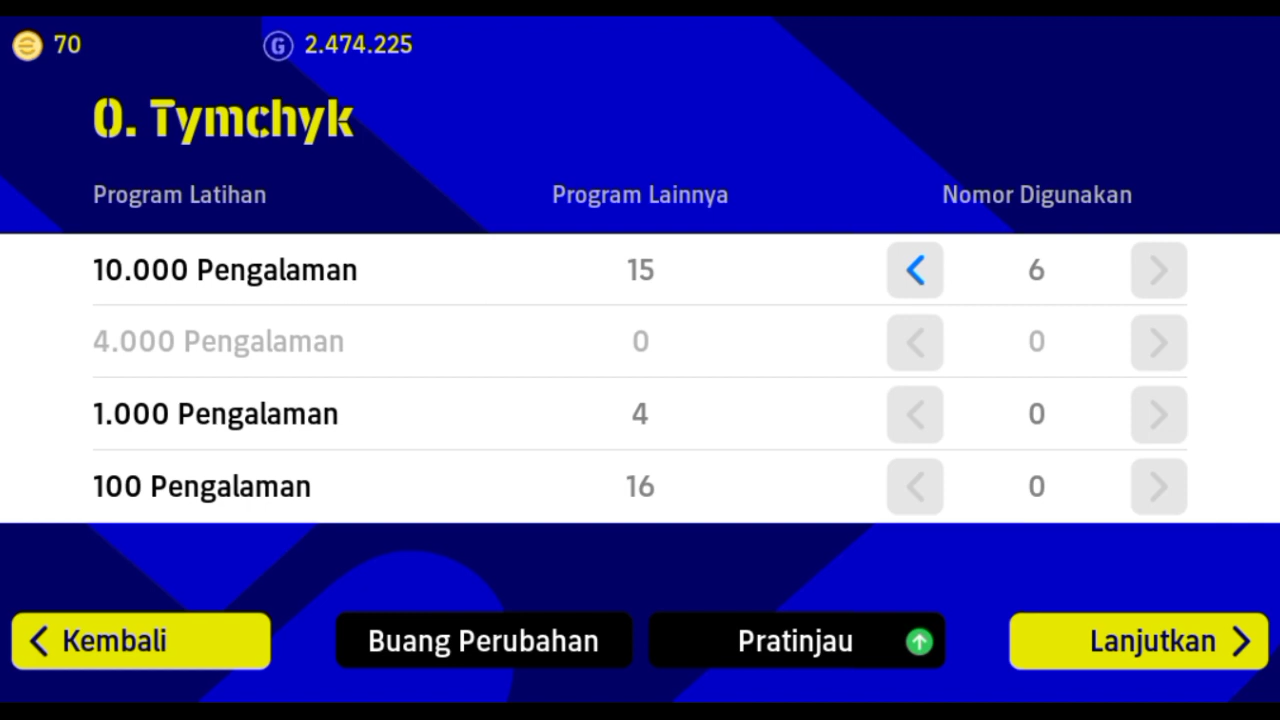 70 G 2.474.225
O. Tymchyk
Program Latihan Program Lainnya Nomor Digunakan
10.000 Pengalaman 15 6
4.000 Pengalaman 0 0
1.000 Pengalaman 4 0
100 Pengalaman 16 0
Kembali Buang Perubahan Pratinjau Lanjutkan